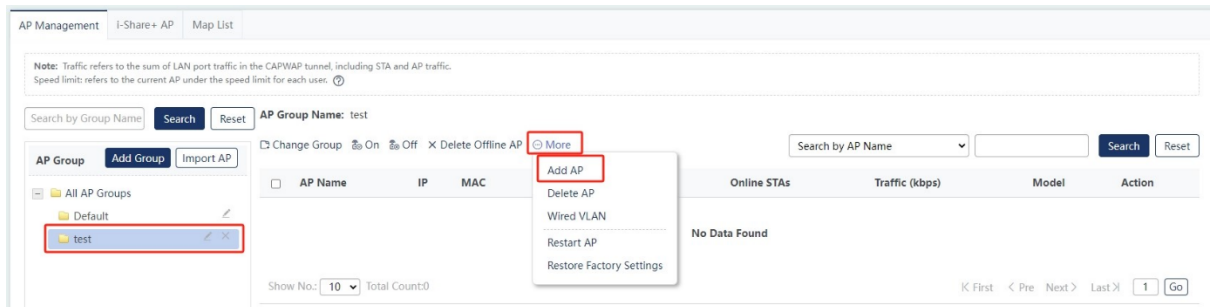 AP Management i-Share+ AP Map List
Note: Traffic refers to the sum of LAN port traffic in the CAPWAP tunnel, including STA and AP traffic.
Speed limit: refers to the current AP under the speed limit for each user.
Search by Group Name Search Reset
AP Group Name: test
Change Group On Off Delete Offline AP More
Search by AP Name Search Reset
AP Group Add Group Import AP
All AP Groups
Default
test
AP Name IP MAC Online STAs Traffic (kbps) Model Action
Add AP
Delete AP
Wired VLAN
Restart AP
Restore Factory Settings
No Data Found
Show No.: 10 Total Count:0 First Pre Next Last 1 Go